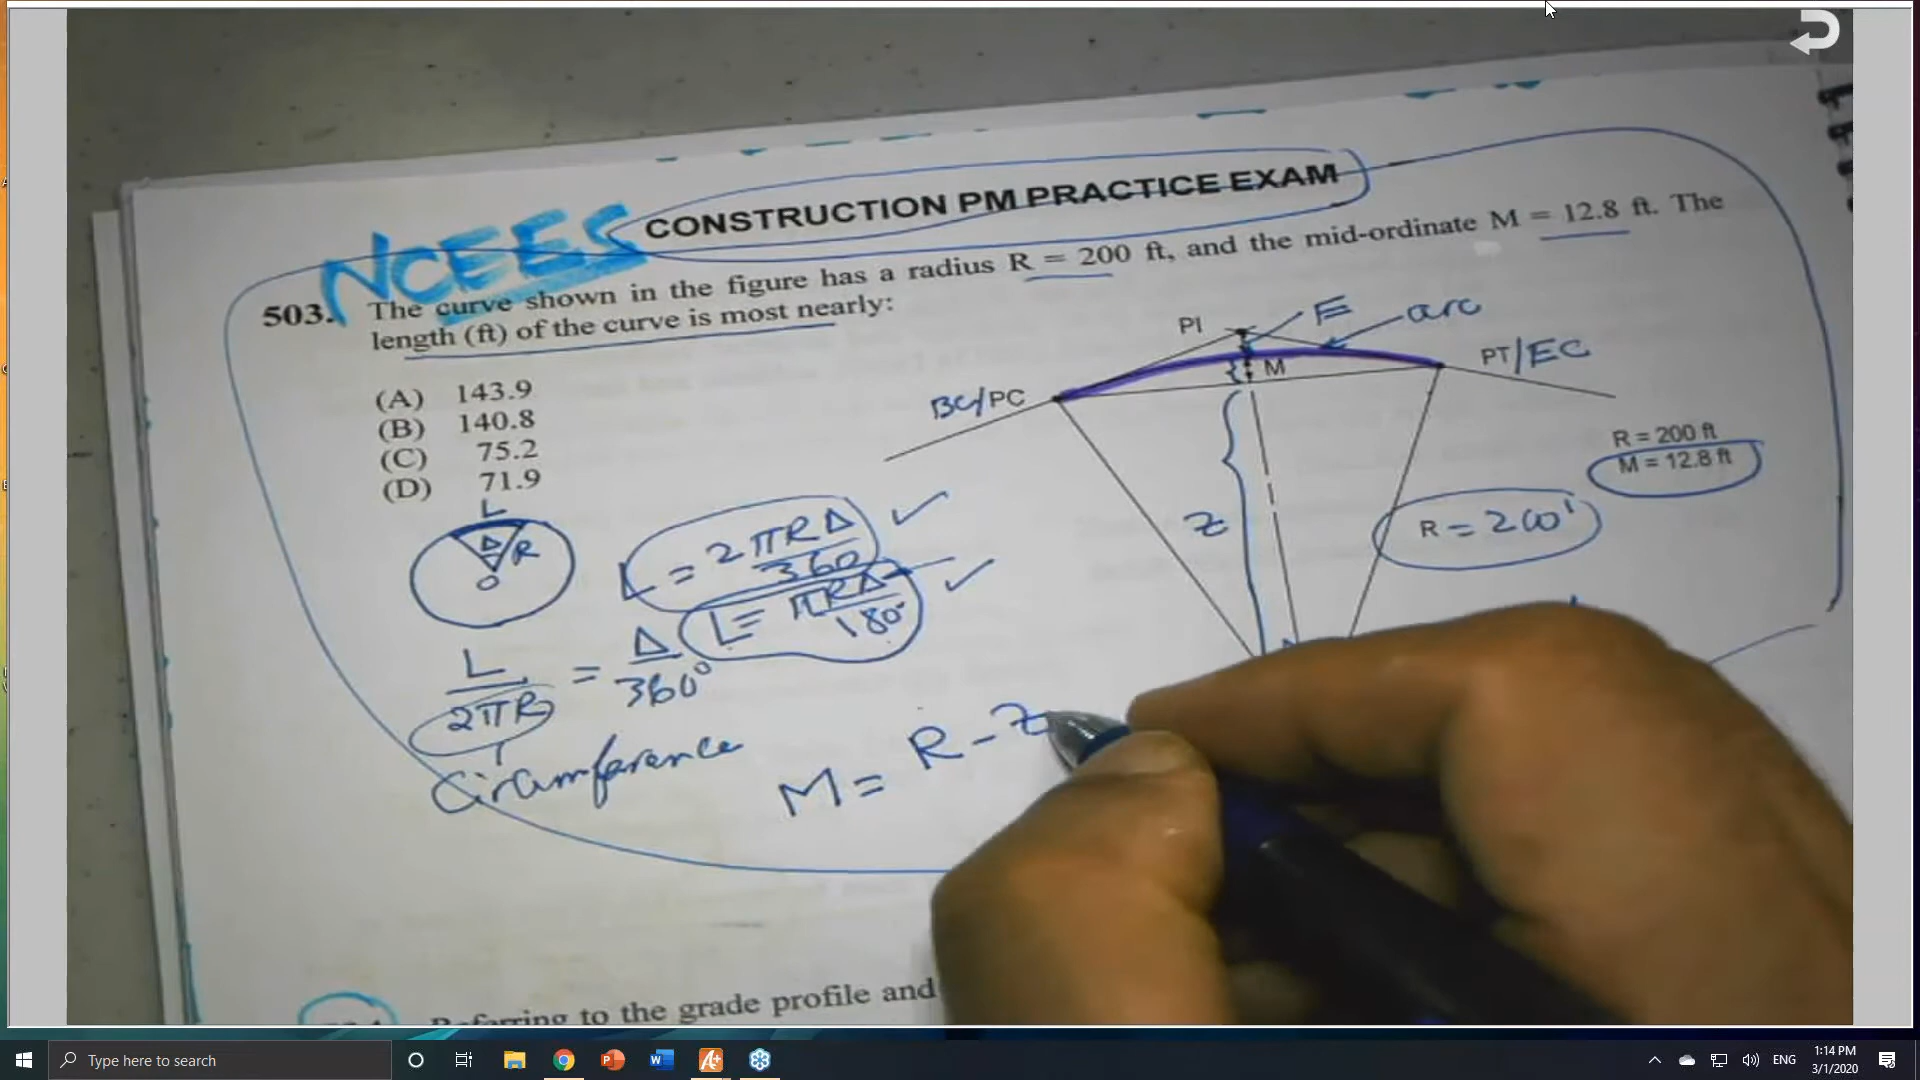 CONSTRUCTION PM PRACTICE EXAM
NCEES
503. The curve shown in the figure has a radius R = 200 ft, and the mid-ordinate M = 12.8 ft. The
length (ft) of the curve is most nearly:
(A) 143.9
(B) 140.8
(C) 75.2
(D) 71.9
PI
E
arc
M
PT/EC
BC/PC
R = 200 ft
M = 12.8 ft
Z
R = 200'
L
Δ R
O
L = 2πRΔ
360
L = πRΔ
180°
L = Δ
2πR 360°
Circumference
M = R - Z
Referring to the grade profile and
Type here to search
ENG
1:14 PM
3/1/2020